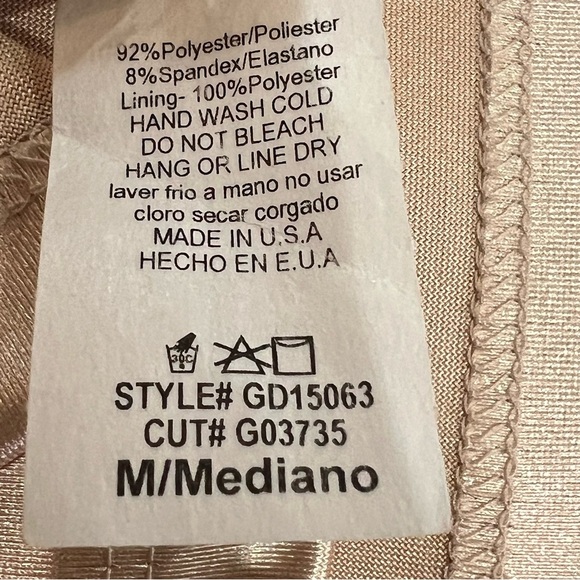 92%Polyester/Poliester
8%Spandex/Elastano
Lining- 100%Polyester
HAND WASH COLD
DO NOT BLEACH
HANG OR LINE DRY
laver frio a mano no usar
cloro secar corgado
MADE IN U.S.A
HECHO EN E.U.A
30C
STYLE# GD15063
CUT# G03735
M/Mediano